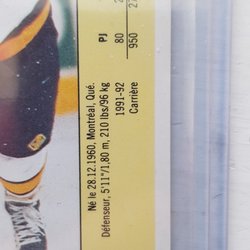 Né le 28.12.1960, Montréal, Qué.
Défenseur, 5'11"/1,80 m, 210 lbs/96 kg
PJ
1991-92 80
Carrière 950